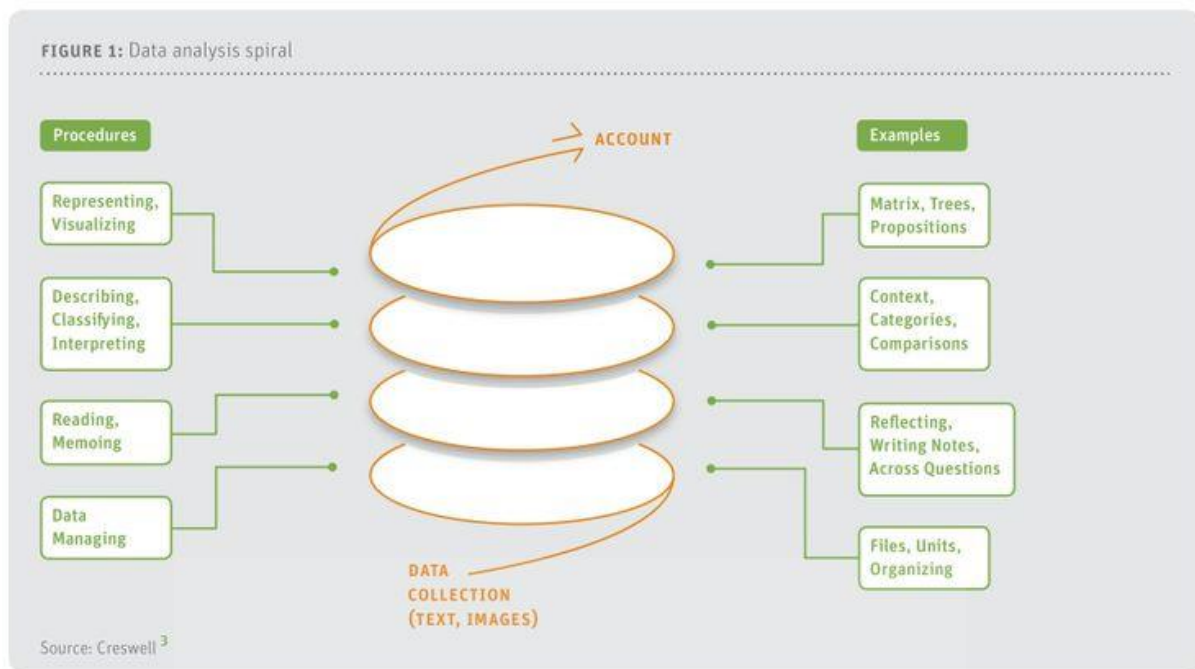 FIGURE 1: Data analysis spiral
Procedures
Representing,
Visualizing
Describing,
Classifying,
Interpreting
Reading,
Memoing
Data
Managing
ACCOUNT
DATA
COLLECTION
(TEXT, IMAGES)
Examples
Matrix, Trees,
Propositions
Context,
Categories,
Comparisons
Reflecting,
Writing Notes,
Across Questions
Files, Units,
Organizing
Source: Creswell 3